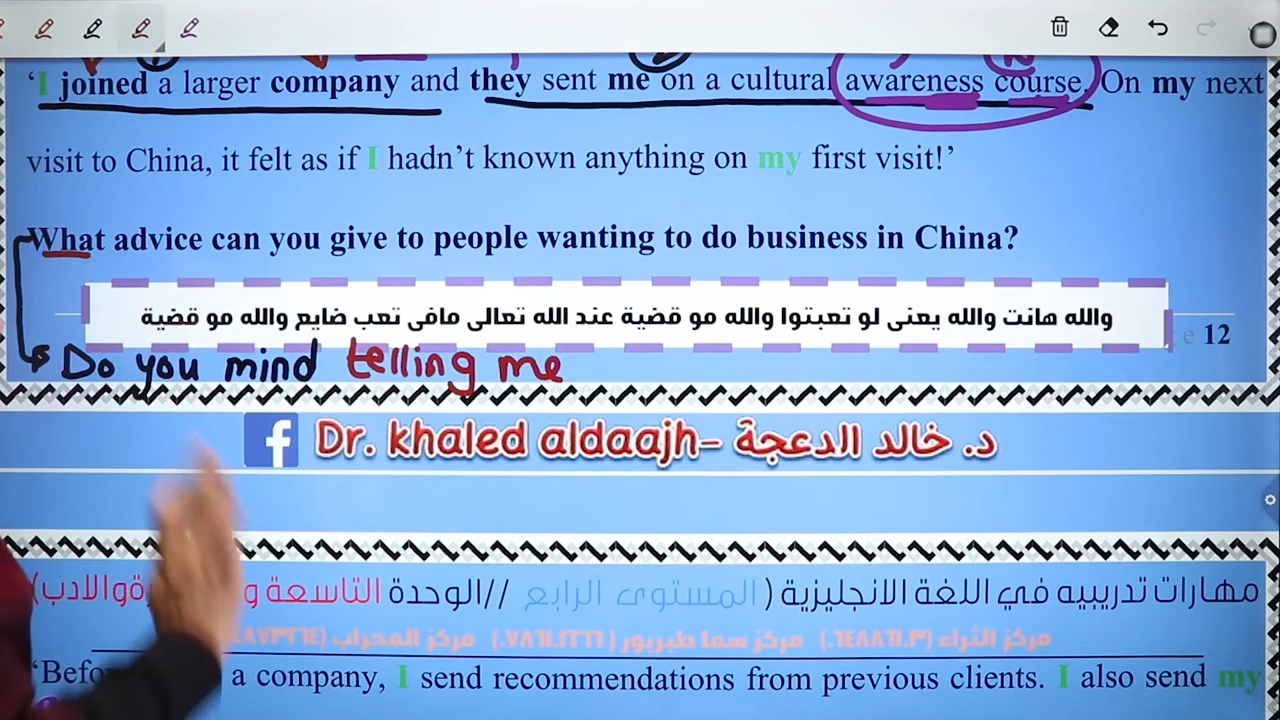 ‘I joined a larger company and they sent me on a cultural awareness course. On my next
visit to China, it felt as if I hadn’t known anything on my first visit!’
What advice can you give to people wanting to do business in China?
والله هانت والله يعنى لو تعبتوا والله مو قضية عند الله تعالى مافى تعب ضايع والله مو قضية
e 12
Do you mind telling me
f Dr. khaled aldaajh– د. خالد الدعجة
مهارات تدريبيه في اللغة الانجليزية ( المستوى الرابع //الوحدة التاسعة والادب)
مركز الثراء مركز سما طبربور مركز المحراب
‘ a company, I send recommendations from previous clients. I also send my